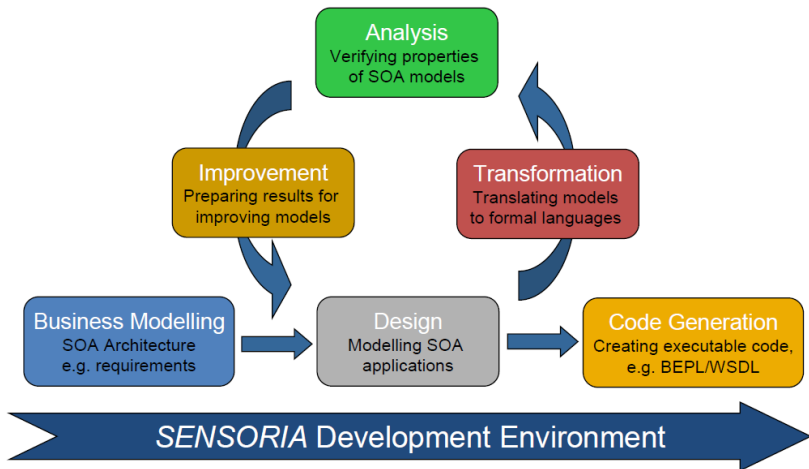 Analysis
Verifying properties
of SOA models
Improvement
Preparing results for
improving models
Transformation
Translating models
to formal languages
Business Modelling
SOA Architecture
e.g. requirements
Design
Modelling SOA
applications
Code Generation
Creating executable code,
e.g. BEPL/WSDL
SENSORIA Development Environment